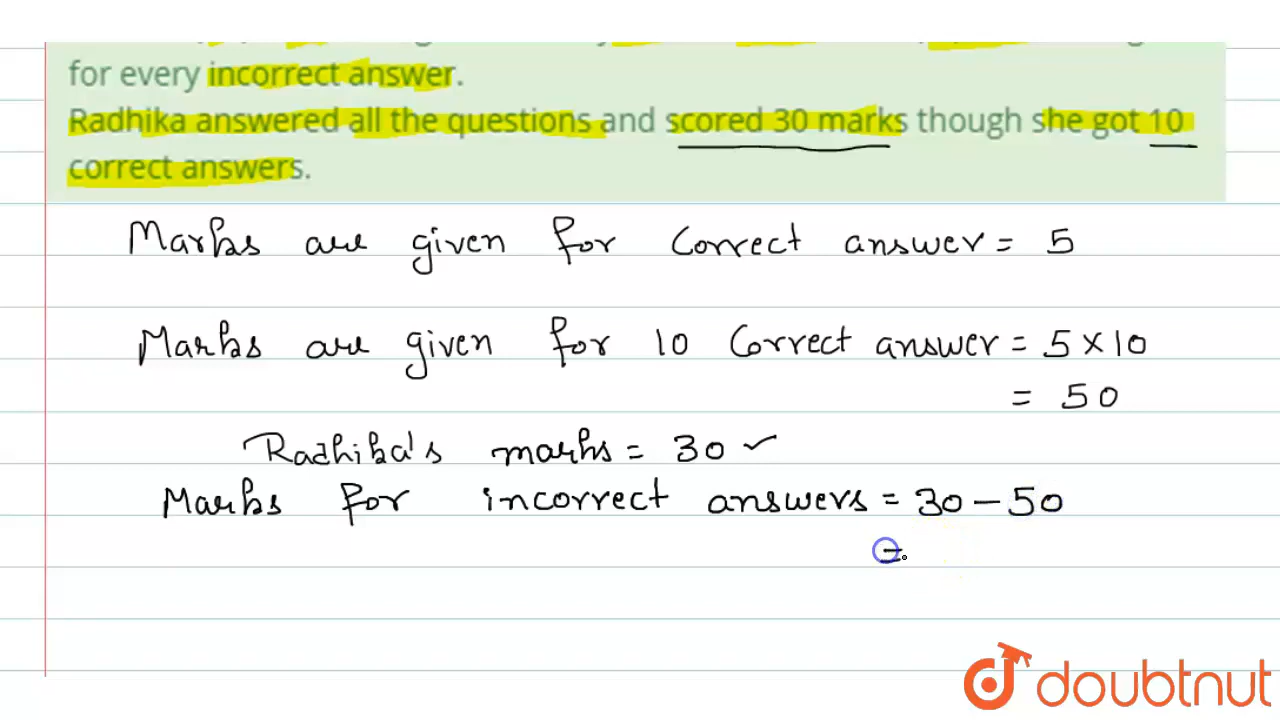 for every incorrect answer.
Radhika answered all the questions and scored 30 marks though she got 10
correct answers.
Marks are given for correct answer = 5
Marks are given for 10 correct answer = 5 × 10
= 50
Radhika's marks = 30 ✓
Marks for incorrect answers = 30 - 50
=
doubtnut